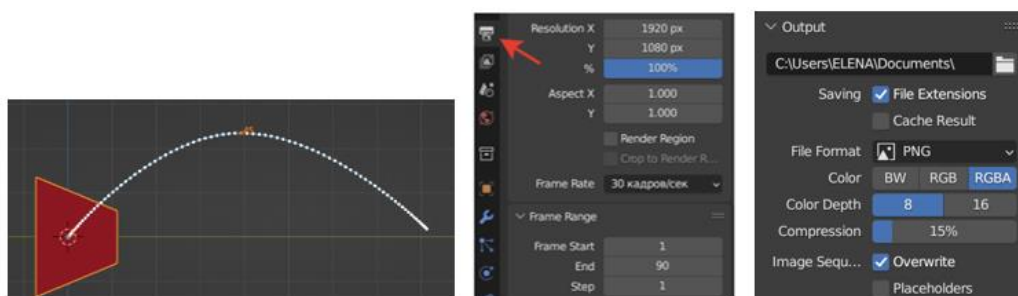 Resolution X 1920 px
Y 1080 px
% 100%
Aspect X 1.000
Y 1.000
Render Region
Crop to Render R...
Frame Rate 30 кадров/сек
Frame Range
Frame Start 1
End 90
Step 1
Output
C:\Users\ELENA\Documents\
Saving File Extensions
Cache Result
File Format PNG
Color BW RGB RGBA
Color Depth 8 16
Compression 15%
Image Sequ... Overwrite
Placeholders